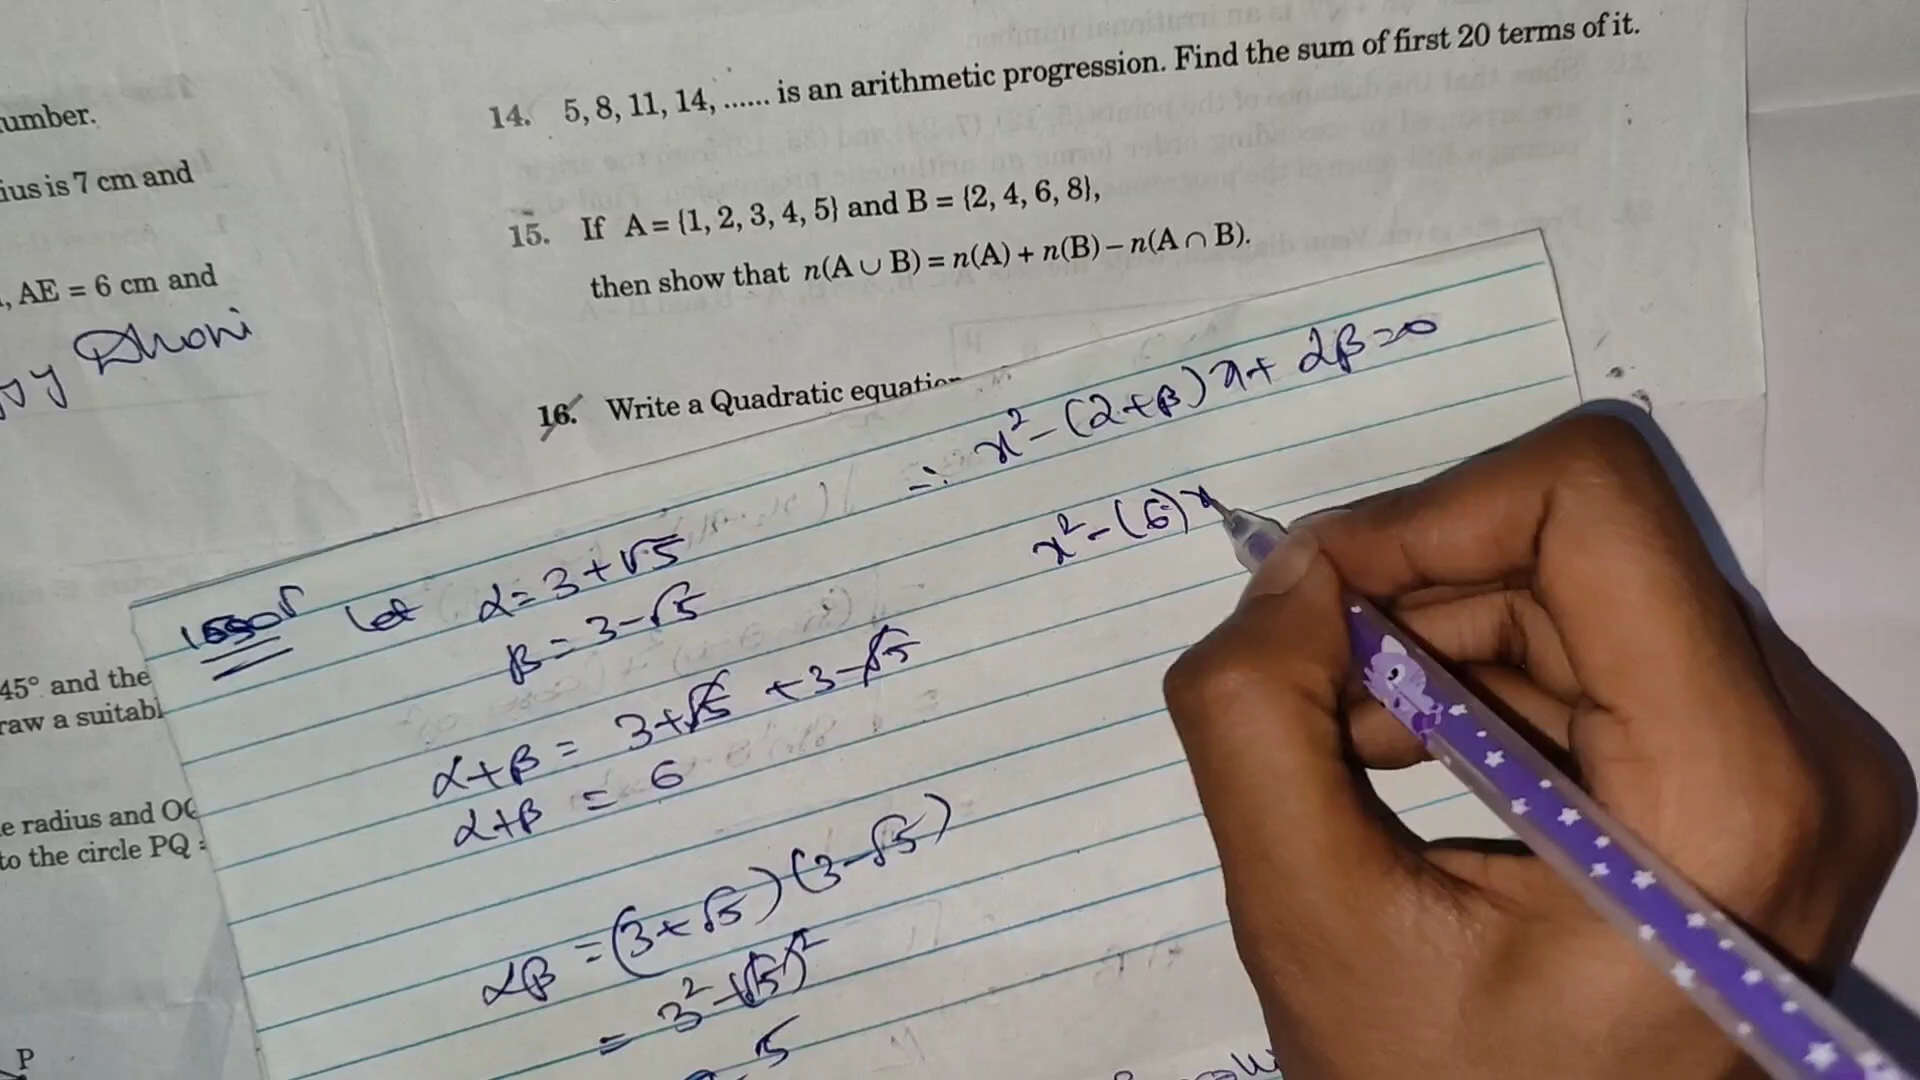 umber.
ius is 7 cm and
, AE = 6 cm and
Dhoni
45° and the
raw a suitabl
e radius and OC
to the circle PQ =
P
14. 5, 8, 11, 14, ...... is an arithmetic progression. Find the sum of first 20 terms of it.
15. If A = {1, 2, 3, 4, 5} and B = {2, 4, 6, 8},
then show that n(A ∪ B) = n(A) + n(B) – n(A ∩ B).
16. Write a Quadratic equation
Let α = 3 + √5
β = 3 - √5
α + β = 3 + √5 + 3 - √5
α + β = 6
αβ = (3 + √5)(3 - √5)
= 3² - (√5)²
- 5
∴ x² - (α + β)x + αβ = 0
x² - (6)x